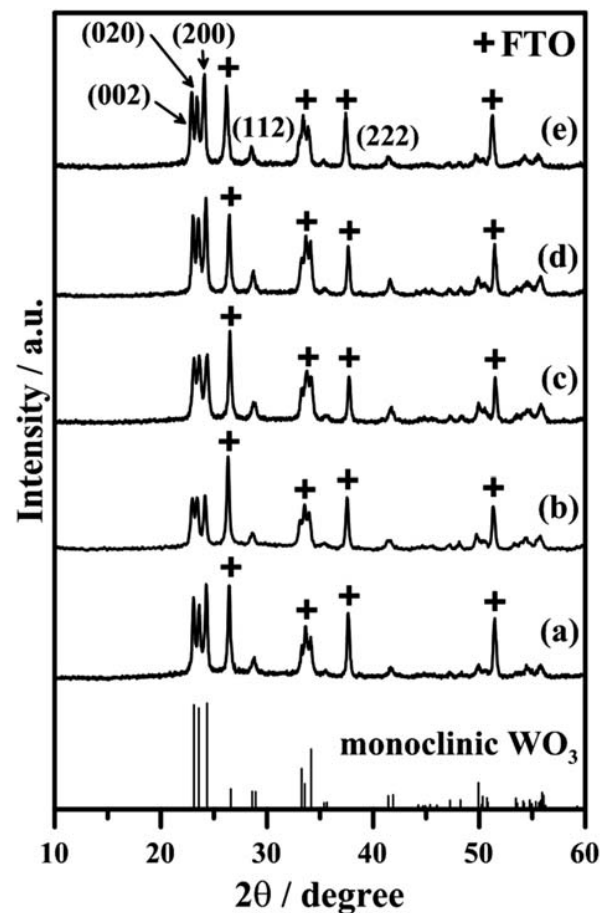 (020) (200) + FTO
(002) (112) (222) (e)
(d)
(c)
(b)
(a)
monoclinic WO₃
Intensity / a.u.
10 20 30 40 50 60
2θ / degree